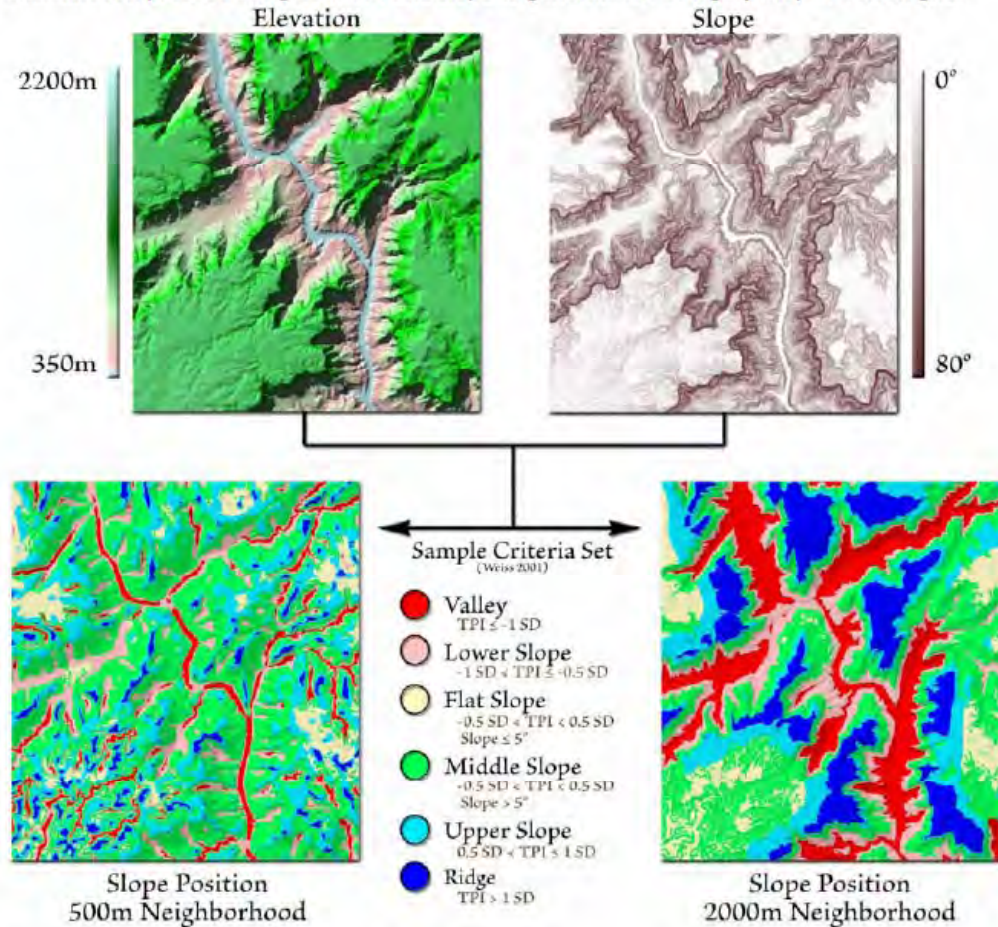 Elevation
Slope
2200m
350m
0°
80°
Sample Criteria Set
(Weiss 2001)
Valley
TPI ≤ -1 SD
Lower Slope
-1 SD < TPI ≤ -0.5 SD
Flat Slope
-0.5 SD < TPI < 0.5 SD
Slope ≤ 5°
Middle Slope
-0.5 SD < TPI < 0.5 SD
Slope > 5°
Upper Slope
0.5 SD < TPI ≤ 1 SD
Ridge
TPI > 1 SD
Slope Position
500m Neighborhood
Slope Position
2000m Neighborhood